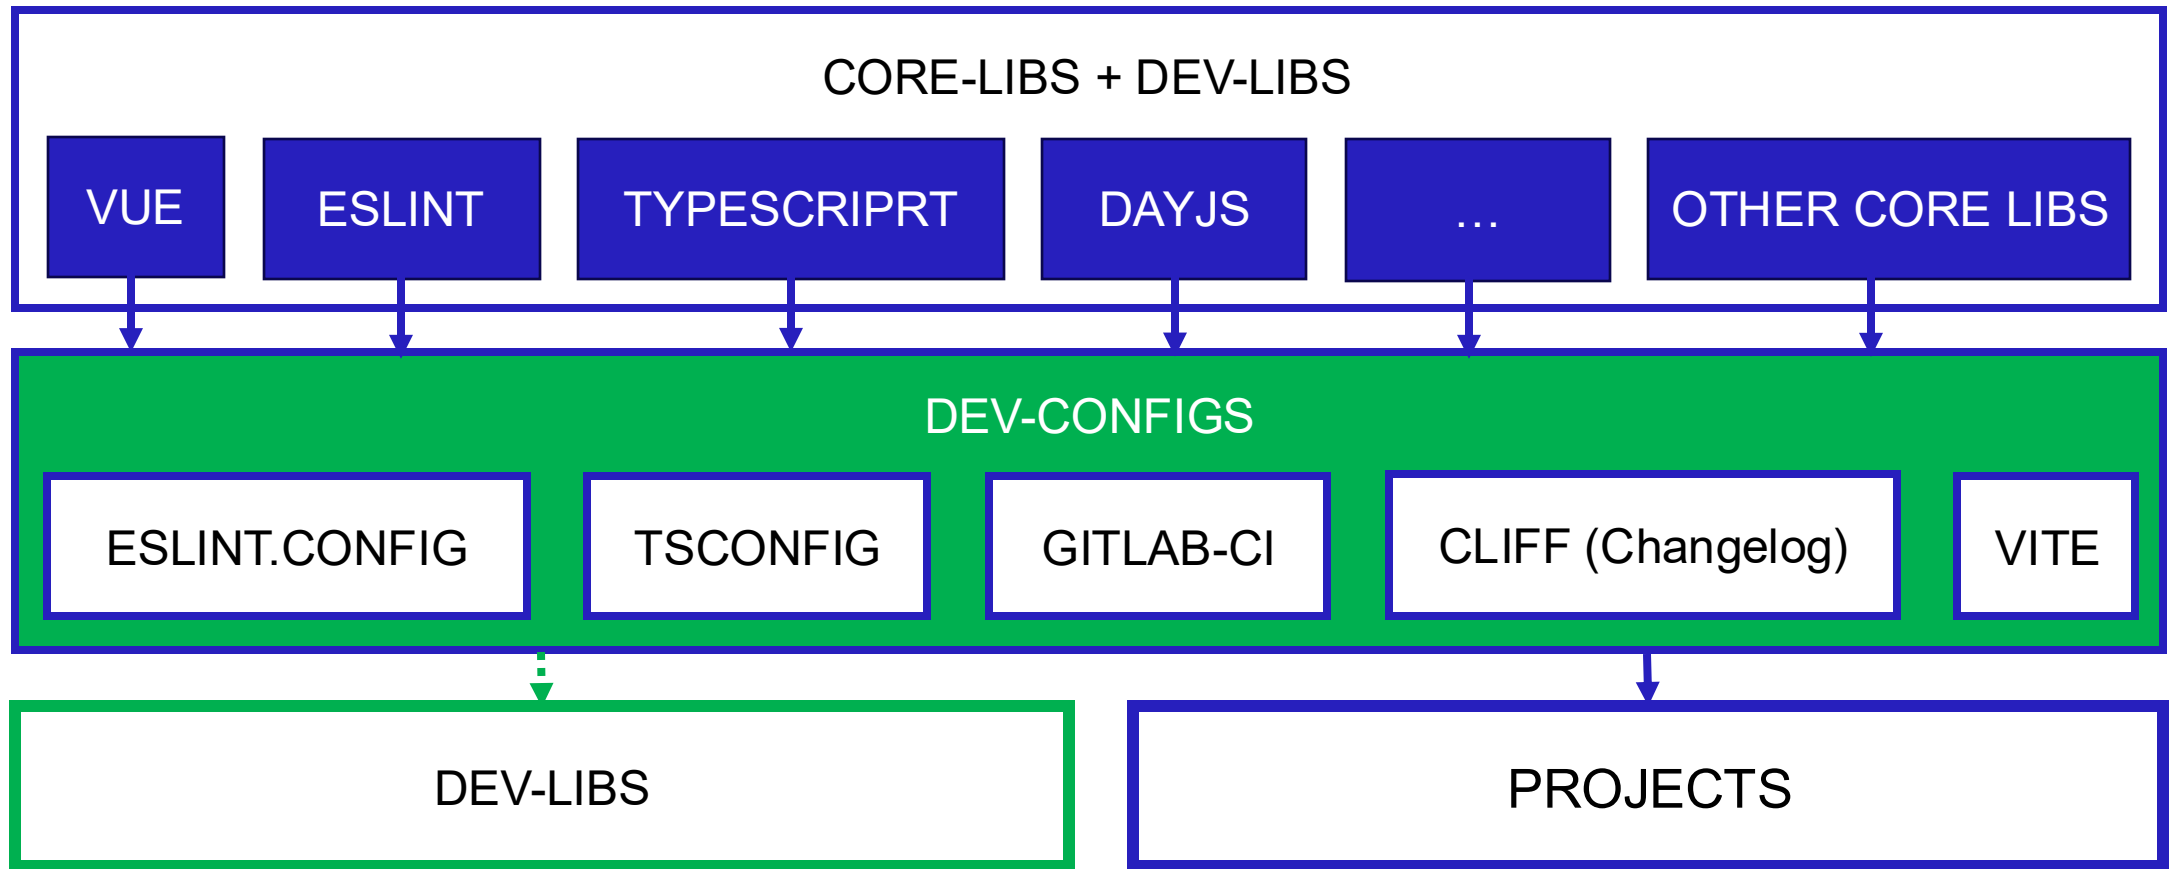 CORE-LIBS + DEV-LIBS
VUE
ESLINT
TYPESCRIPRT
DAYJS
...
OTHER CORE LIBS
DEV-CONFIGS
ESLINT.CONFIG
TSCONFIG
GITLAB-CI
CLIFF (Changelog)
VITE
DEV-LIBS
PROJECTS